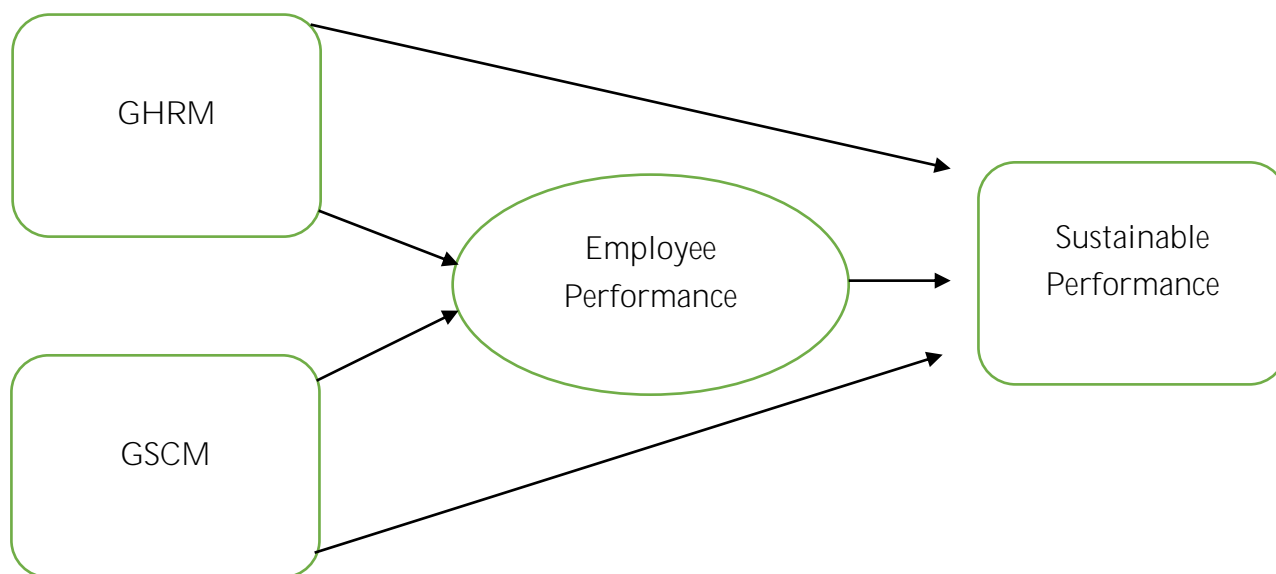 GHRM
Employee
Performance
Sustainable
Performance
GSCM